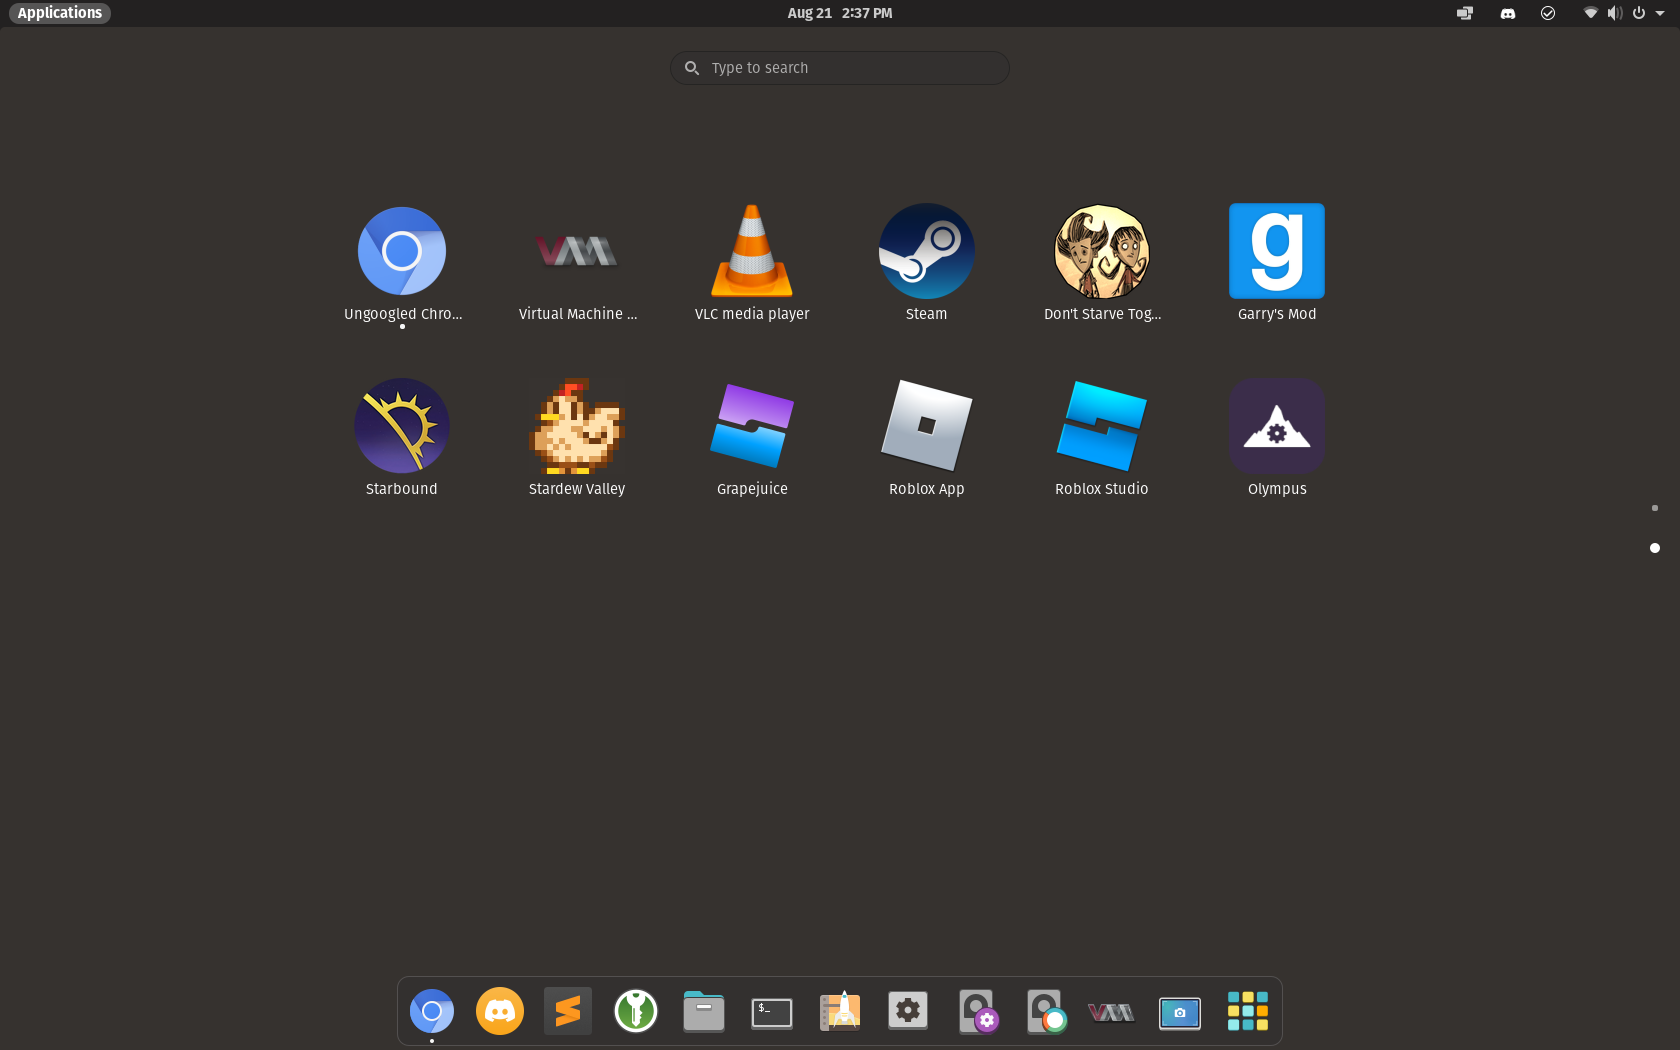 Applications
Aug 21 2:37 PM
Type to search
Ungoogled Chro...
Virtual Machine ...
VLC media player
Steam
Don't Starve Tog...
Garry's Mod
g
Starbound
Stardew Valley
Grapejuice
Roblox App
Roblox Studio
Olympus
$_